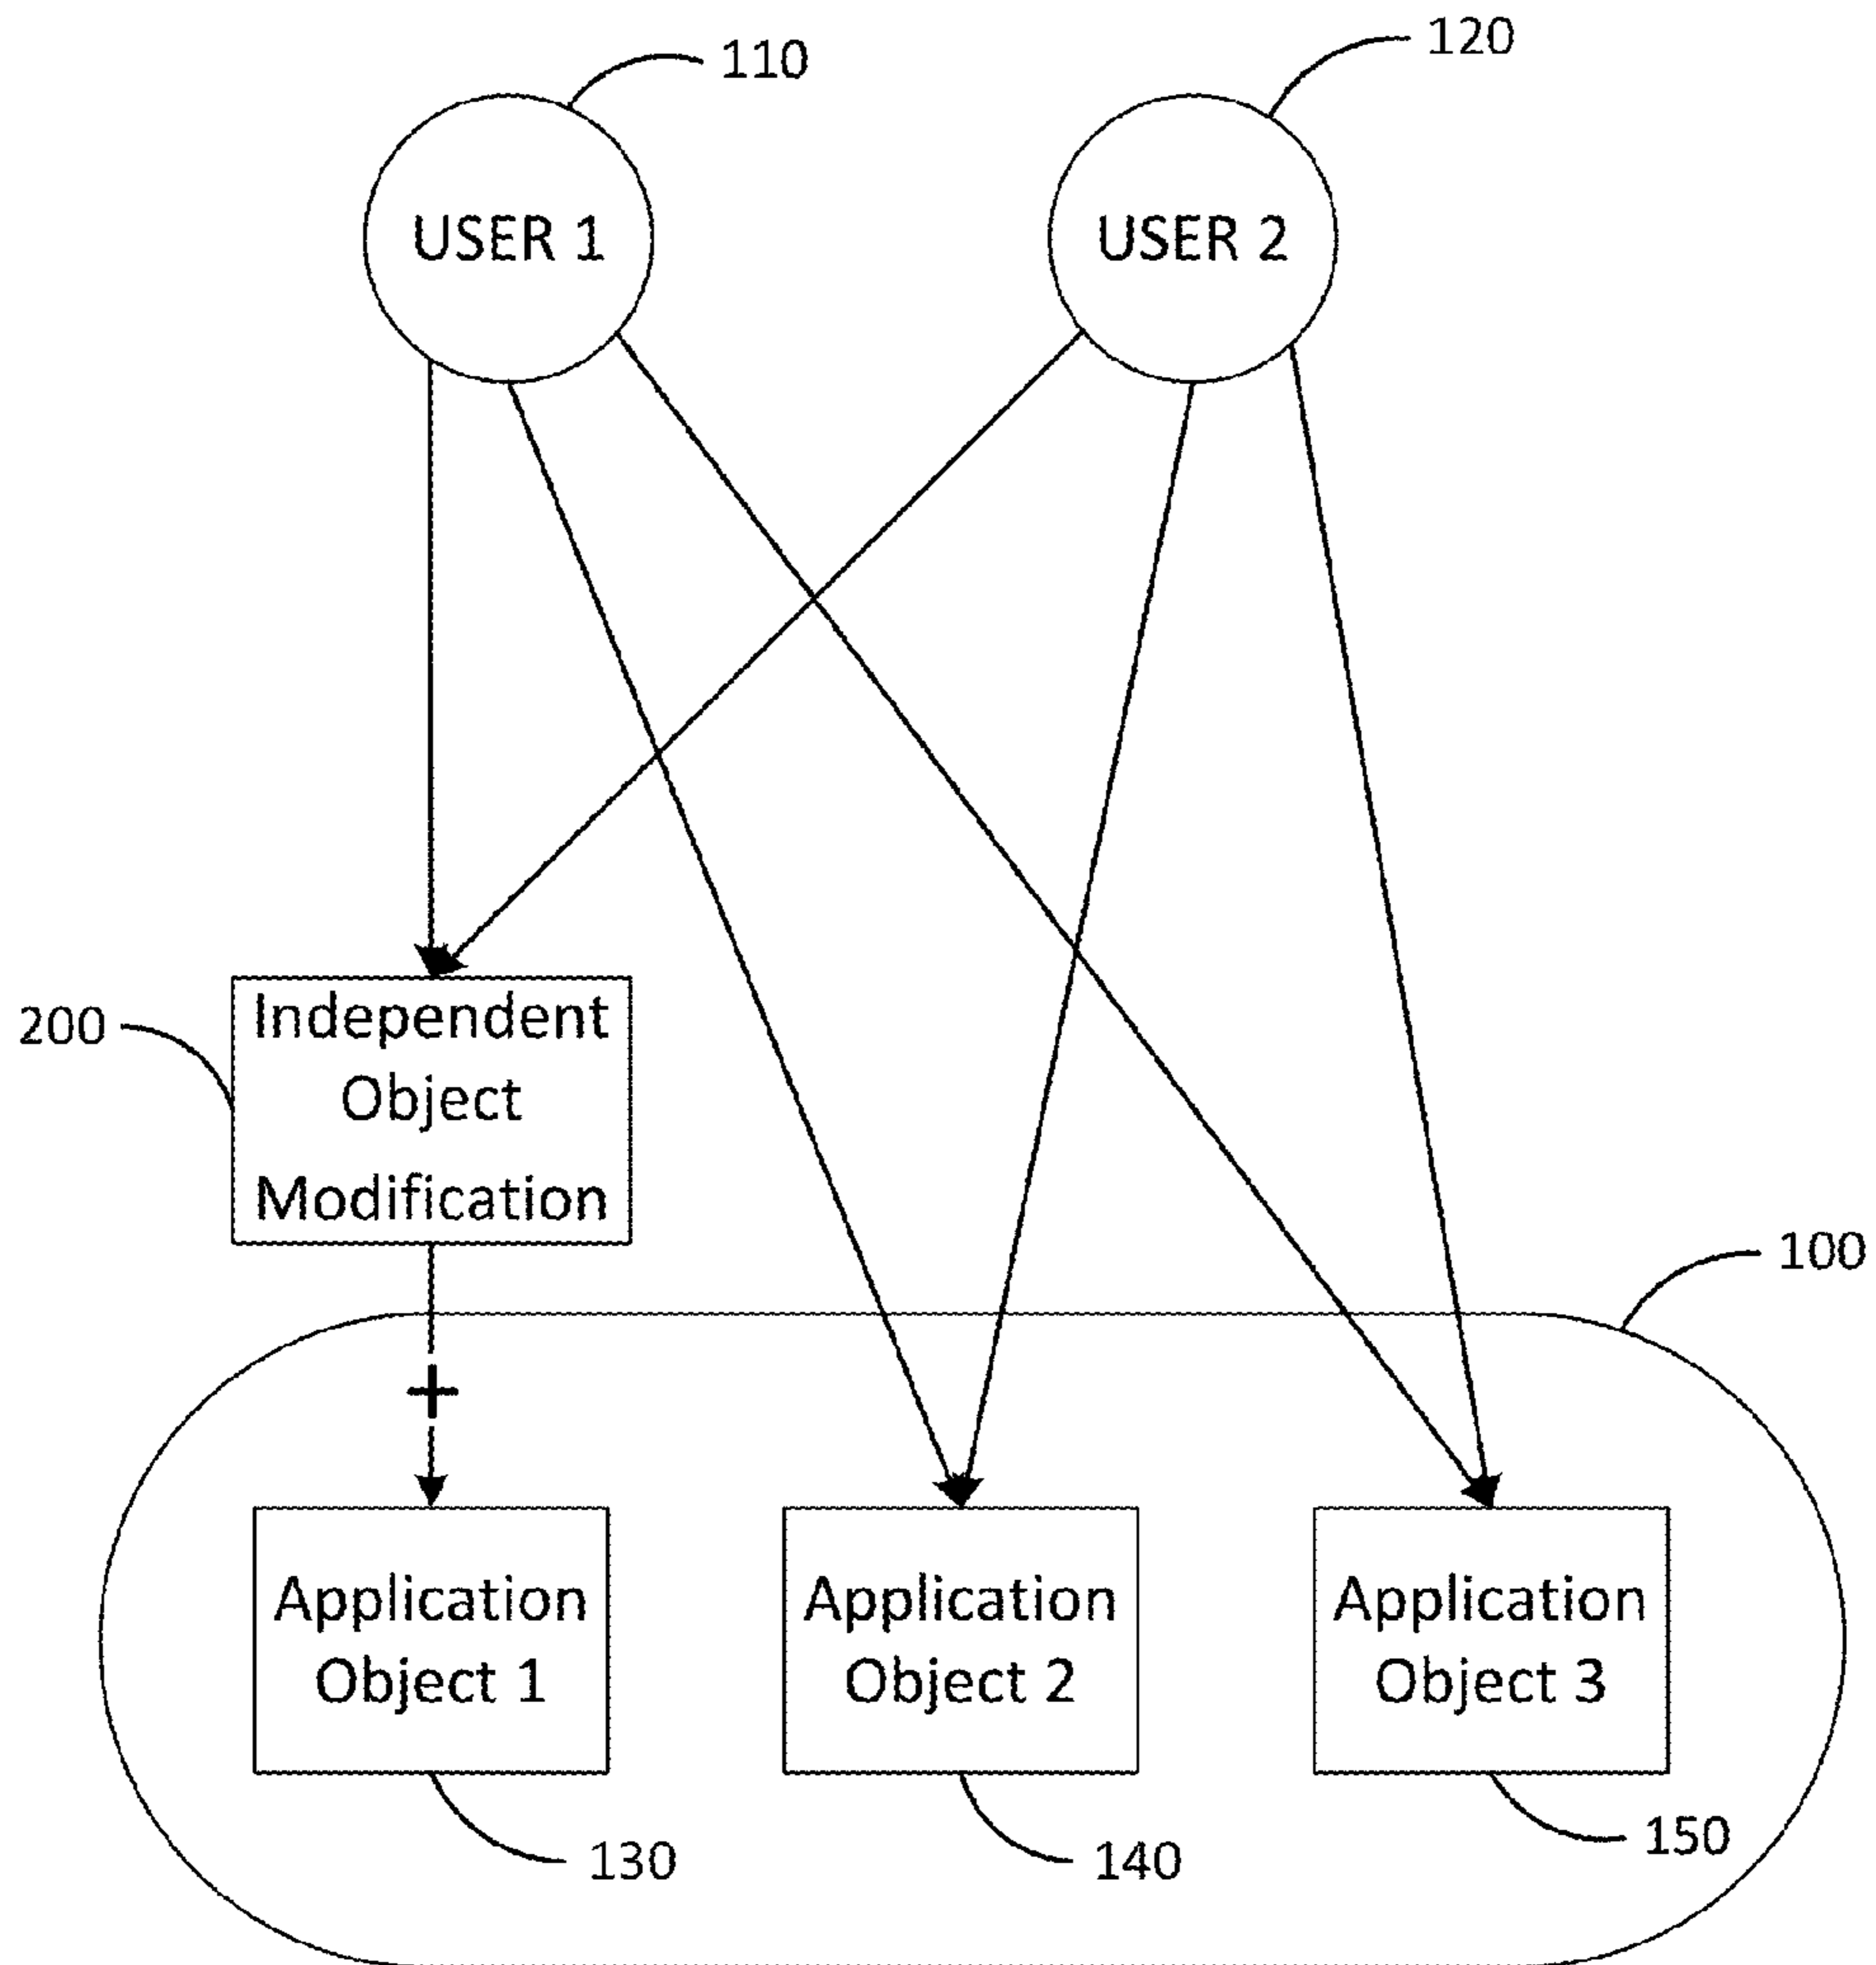 110
120
USER 1
USER 2
200
Independent
Object
Modification
100
+
Application
Object 1
Application
Object 2
Application
Object 3
130
140
150